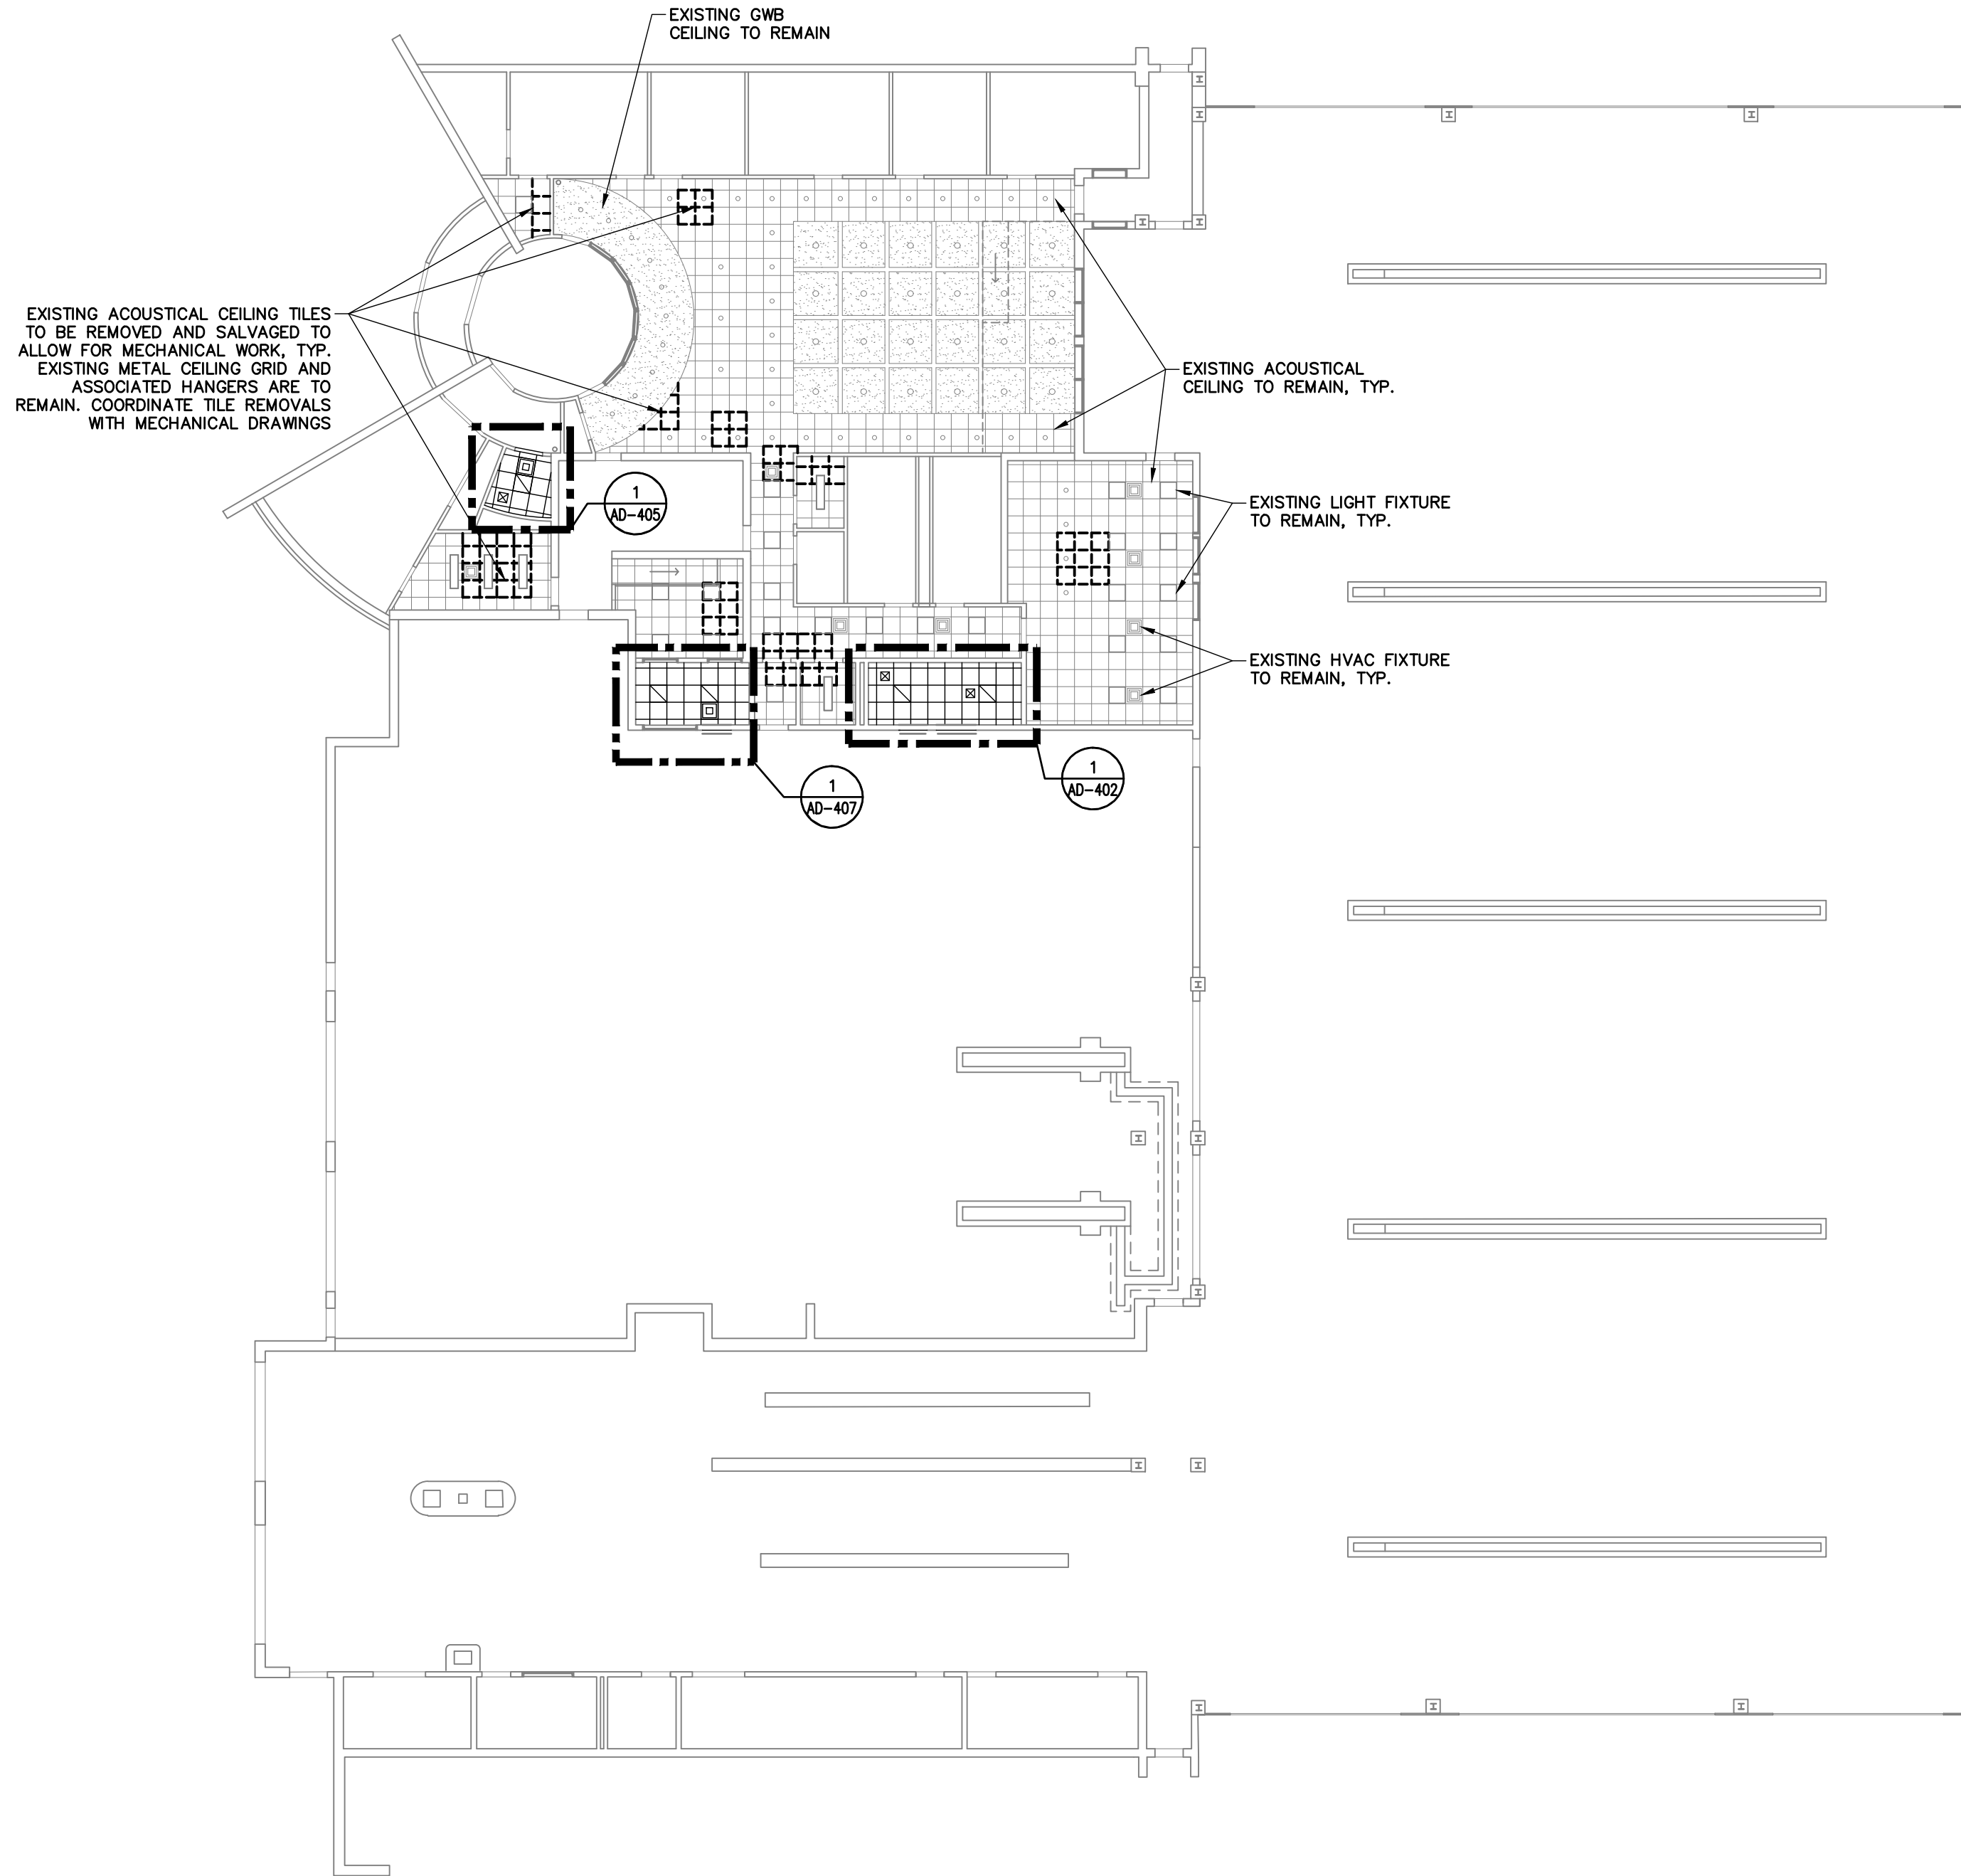 EXISTING GWB
CEILING TO REMAIN
EXISTING ACOUSTICAL CEILING TILES
TO BE REMOVED AND SALVAGED TO
ALLOW FOR MECHANICAL WORK, TYP.
EXISTING METAL CEILING GRID AND
ASSOCIATED HANGERS ARE TO
REMAIN. COORDINATE TILE REMOVALS
WITH MECHANICAL DRAWINGS
EXISTING ACOUSTICAL
CEILING TO REMAIN, TYP.
1
AD-405
EXISTING LIGHT FIXTURE
TO REMAIN, TYP.
EXISTING HVAC FIXTURE
TO REMAIN, TYP.
1
AD-407
1
AD-402